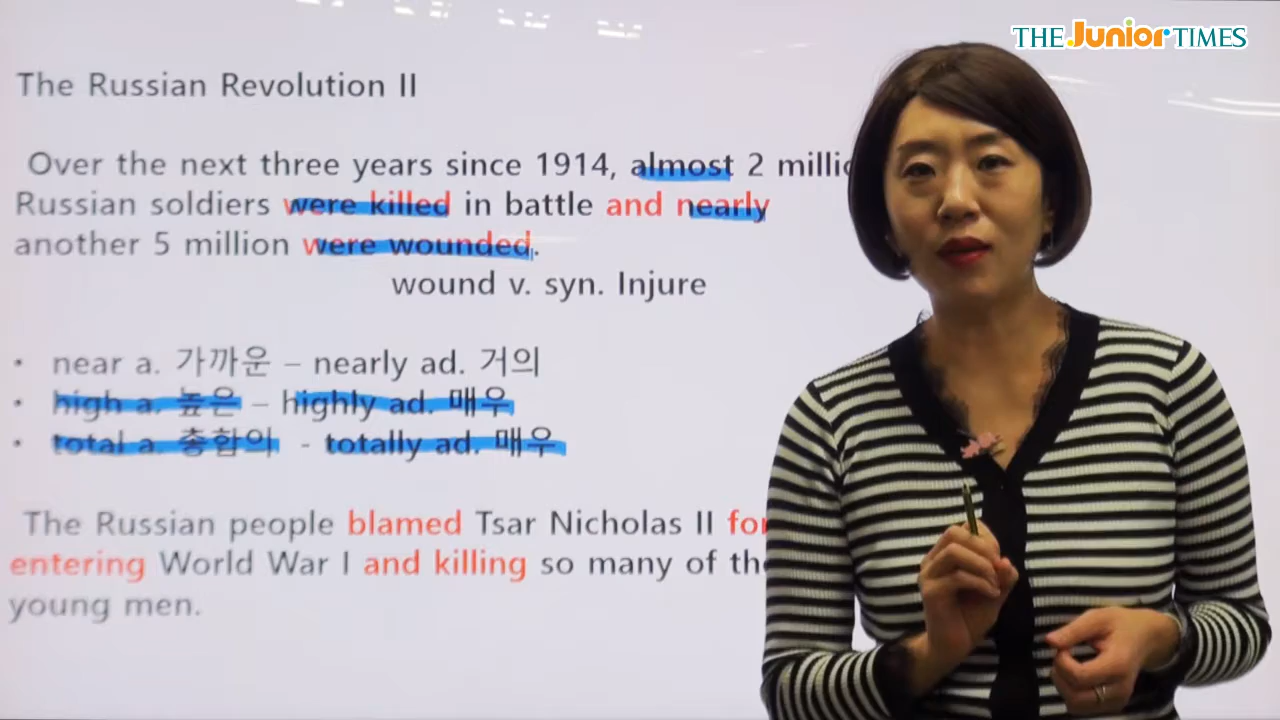 THE Junior TIMES
The Russian Revolution II
Over the next three years since 1914, almost 2
Russian soldiers were killed in battle and nearly
another 5 million were wounded.
wound v. syn. Injure
• near a. 가까운 – nearly ad. 거의
• high a. 높은 – highly ad. 매우
• total a. 총합의 - totally ad. 매우
The Russian people blamed Tsar Nicholas II for
entering World War I and killing so many of
young men.